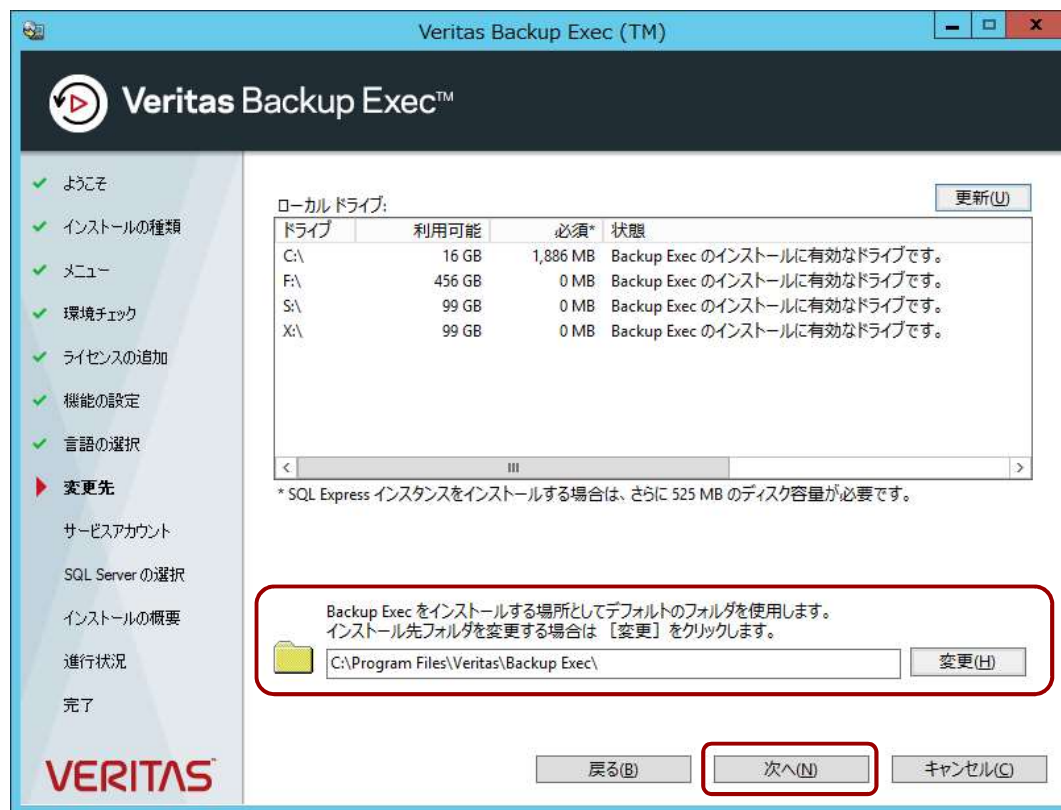 Veritas Backup Exec (TM)
Veritas Backup Exec™
ようこそ
インストールの種類
メニュー
環境チェック
ライセンスの追加
機能の設定
言語の選択
変更先
サービスアカウント
SQL Server の選択
インストールの概要
進行状況
完了
VERITAS™
ローカル ドライブ:
更新(U)
ドライブ 利用可能 必須* 状態
C:\ 16 GB 1,886 MB Backup Exec のインストールに有効なドライブです。
F:\ 456 GB 0 MB Backup Exec のインストールに有効なドライブです。
S:\ 99 GB 0 MB Backup Exec のインストールに有効なドライブです。
X:\ 99 GB 0 MB Backup Exec のインストールに有効なドライブです。
* SQL Express インスタンスをインストールする場合は、さらに 525 MB のディスク容量が必要です。
Backup Exec をインストールする場所としてデフォルトのフォルダを使用します。
インストール先フォルダを変更する場合は ［変更］ をクリックします。
C:\Program Files\Veritas\Backup Exec\
変更(H)
戻る(B) 次へ(N) キャンセル(C)